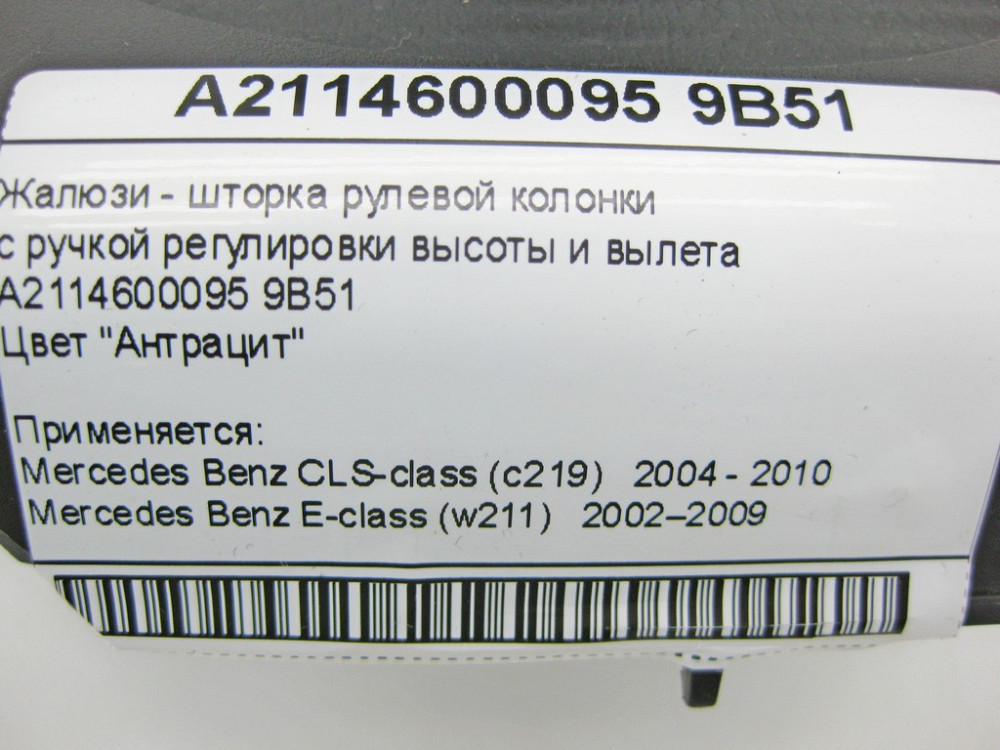 A2114600095 9B51
Жалюзи - шторка рулевой колонки
с ручкой регулировки высоты и вылета
A2114600095 9B51
Цвет "Антрацит"
Применяется:
Mercedes Benz CLS-class (c219) 2004 - 2010
Mercedes Benz E-class (w211) 2002–2009